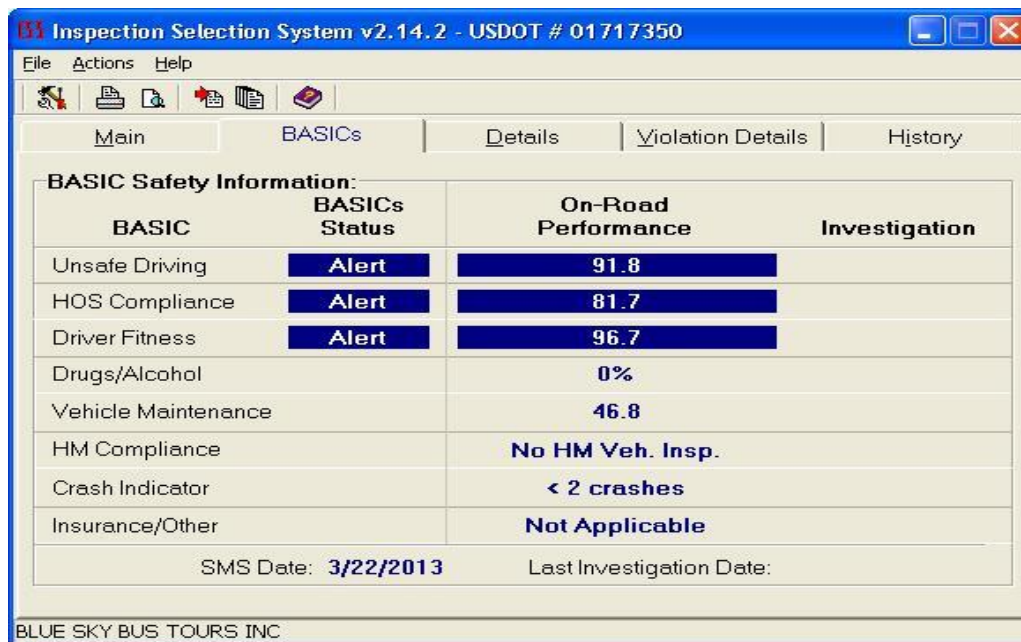 ISS Inspection Selection System v2.14.2 - USDOT # 01717350
File Actions Help
Main BASICs Details Violation Details History
BASIC Safety Information:
BASIC BASICs Status On-Road Performance Investigation
Unsafe Driving Alert 91.8
HOS Compliance Alert 81.7
Driver Fitness Alert 96.7
Drugs/Alcohol 0%
Vehicle Maintenance 46.8
HM Compliance No HM Veh. Insp.
Crash Indicator < 2 crashes
Insurance/Other Not Applicable
SMS Date: 3/22/2013 Last Investigation Date:
BLUE SKY BUS TOURS INC